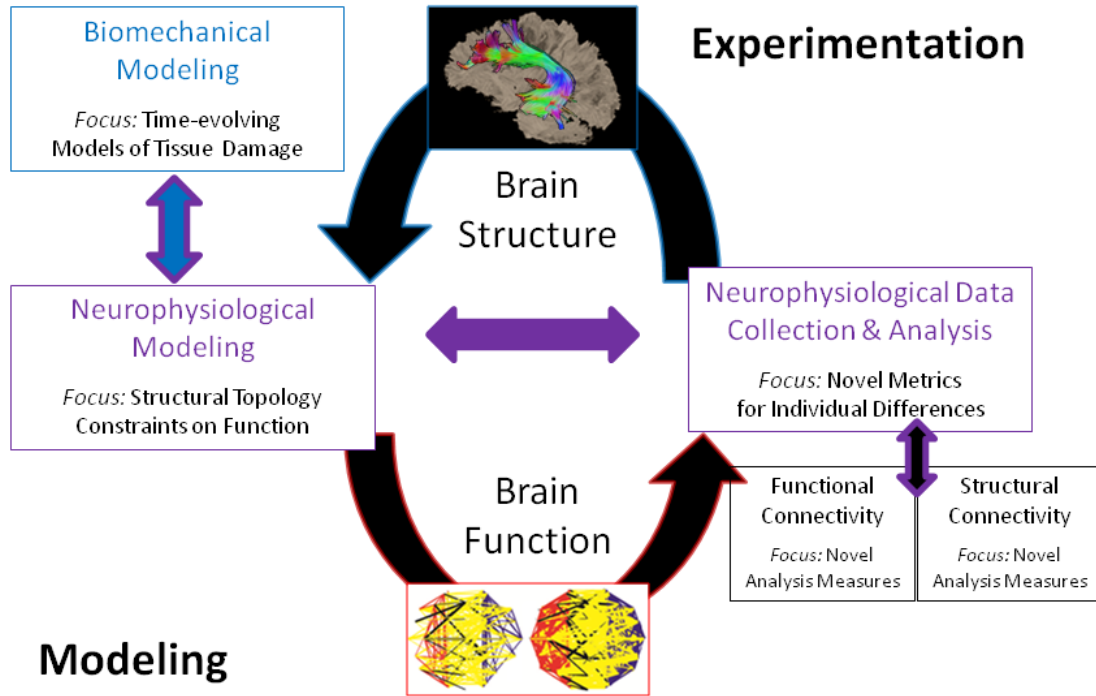 Biomechanical
Modeling
Focus: Time-evolving
Models of Tissue Damage
Experimentation
Brain
Structure
Neurophysiological
Modeling
Focus: Structural Topology
Constraints on Function
Neurophysiological Data
Collection & Analysis
Focus: Novel Metrics
for Individual Differences
Brain
Function
Functional
Connectivity
Focus: Novel
Analysis Measures
Structural
Connectivity
Focus: Novel
Analysis Measures
Modeling